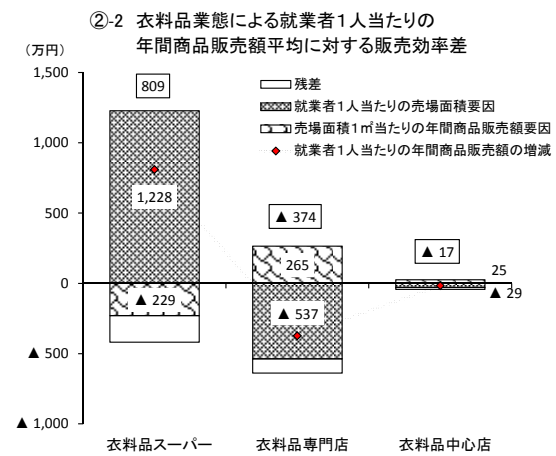 ②-2 衣料品業態による就業者1人当たりの
年間商品販売額平均に対する販売効率差
(万円)
1,500
1,000
500
0
▲ 500
▲ 1,000
残差
就業者1人当たりの売場面積要因
売場面積1㎡当たりの年間商品販売額要因
就業者1人当たりの年間商品販売額の増減
809
1,228
▲ 229
▲ 374
265
▲ 537
▲ 17
25
▲ 29
衣料品スーパー
衣料品専門店
衣料品中心店